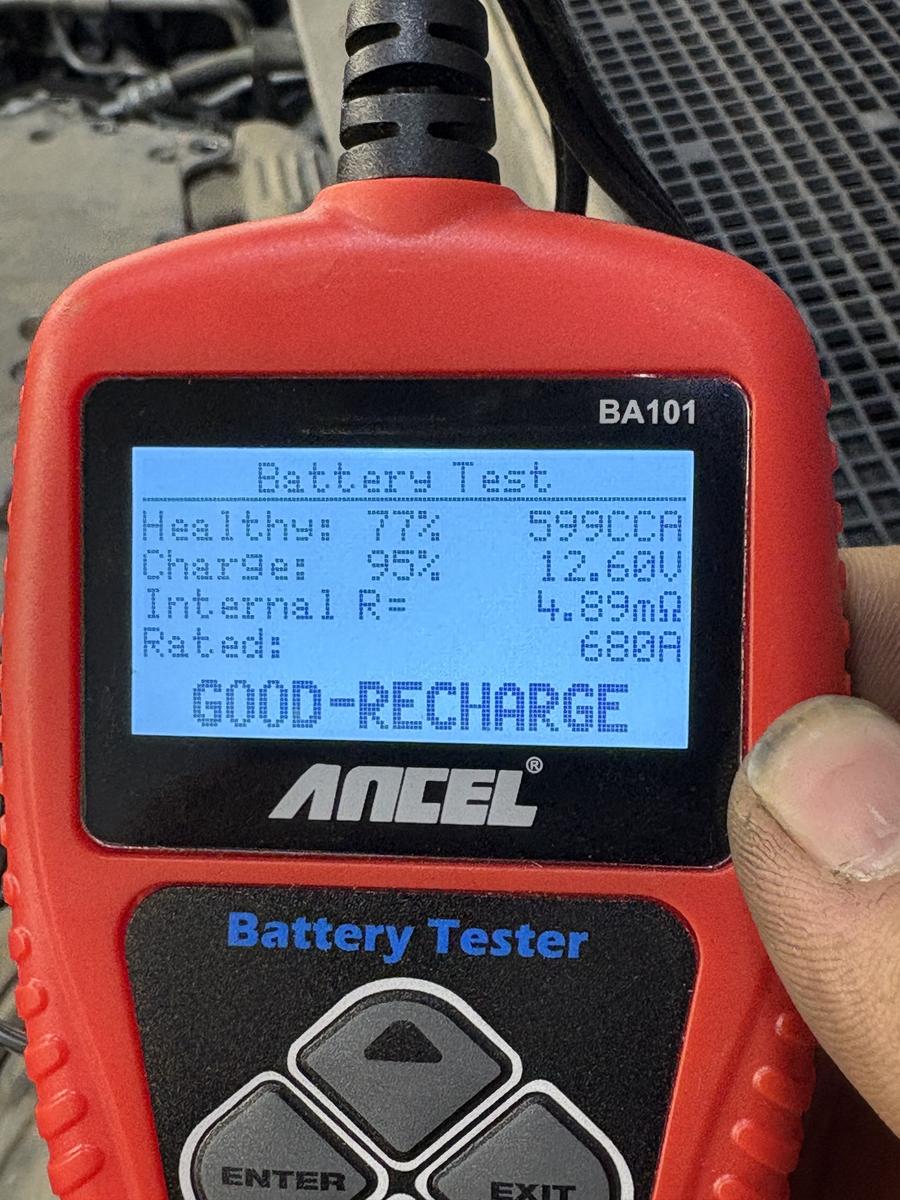 BA101
Battery Test
Healthy: 77% 599CCA
Charge: 95% 12.60V
Internal R= 4.89mΩ
Rated: 680A
GOOD-RECHARGE
ANCEL®
Battery Tester
ENTER
EXIT